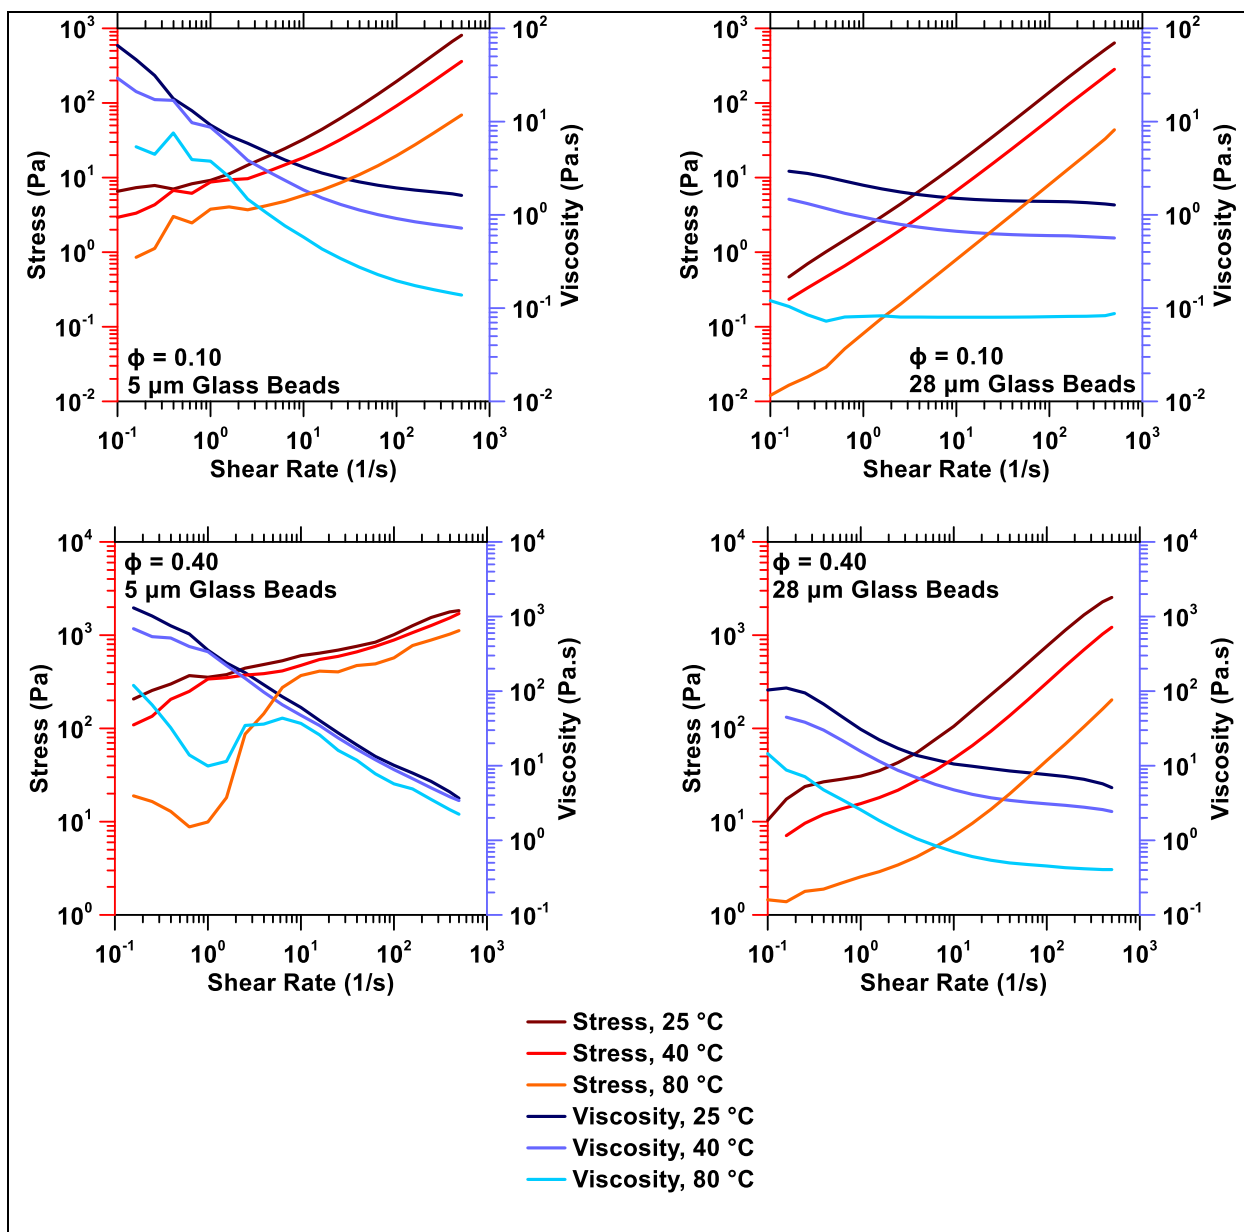 10³
10²
10¹
10⁰
10⁻¹
10⁻²
Stress (Pa)
10²
10¹
10⁰
10⁻¹
10⁻²
Viscosity (Pa.s)
ϕ = 0.10
5 µm Glass Beads
10⁻¹ 10⁰ 10¹ 10² 10³
Shear Rate (1/s)
10³
10²
10¹
10⁰
10⁻¹
10⁻²
Stress (Pa)
10²
10¹
10⁰
10⁻¹
10⁻²
Viscosity (Pa.s)
ϕ = 0.10
28 µm Glass Beads
10⁻¹ 10⁰ 10¹ 10² 10³
Shear Rate (1/s)
10⁴
10³
10²
10¹
10⁰
Stress (Pa)
10⁴
10³
10²
10¹
10⁰
10⁻¹
Viscosity (Pa.s)
ϕ = 0.40
5 µm Glass Beads
10⁻¹ 10⁰ 10¹ 10² 10³
Shear Rate (1/s)
10⁴
10³
10²
10¹
10⁰
Stress (Pa)
10⁴
10³
10²
10¹
10⁰
10⁻¹
Viscosity (Pa.s)
ϕ = 0.40
28 µm Glass Beads
10⁻¹ 10⁰ 10¹ 10² 10³
Shear Rate (1/s)
Stress, 25 °C
Stress, 40 °C
Stress, 80 °C
Viscosity, 25 °C
Viscosity, 40 °C
Viscosity, 80 °C